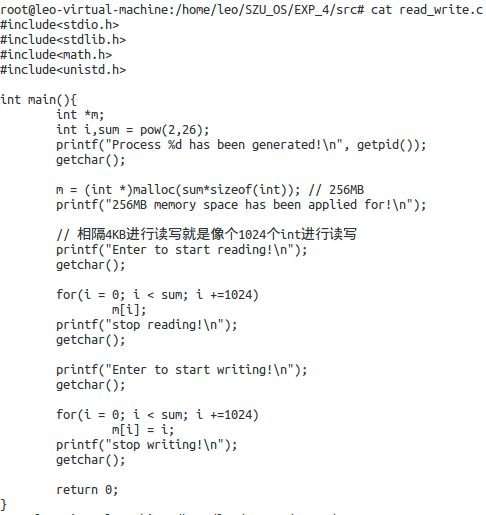 root@leo-virtual-machine:/home/leo/SZU_OS/EXP_4/src# cat read_write.c
#include<stdio.h>
#include<stdlib.h>
#include<math.h>
#include<unistd.h>
int main(){
int *m;
int i,sum = pow(2,26);
printf("Process %d has been generated!\n", getpid());
getchar();
m = (int *)malloc(sum*sizeof(int)); // 256MB
printf("256MB memory space has been applied for!\n");
// 相隔4KB进行读写就是像个1024个int进行读写
printf("Enter to start reading!\n");
getchar();
for(i = 0; i < sum; i +=1024)
m[i];
printf("stop reading!\n");
getchar();
printf("Enter to start writing!\n");
getchar();
for(i = 0; i < sum; i +=1024)
m[i] = i;
printf("stop writing!\n");
getchar();
return 0;
}